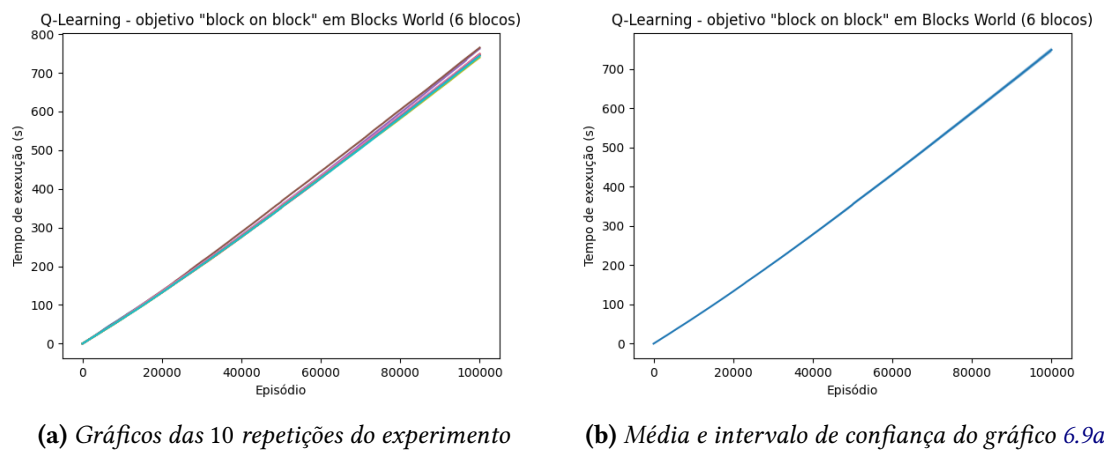 Q-Learning - objetivo "block on block" em Blocks World (6 blocos)
800
700
600
500
400
300
200
100
0
Tempo de exexução (s)
0 20000 40000 60000 80000 100000
Episódio
(a) Gráficos das 10 repetições do experimento
Q-Learning - objetivo "block on block" em Blocks World (6 blocos)
700
600
500
400
300
200
100
0
Tempo de exexução (s)
0 20000 40000 60000 80000 100000
Episódio
(b) Média e intervalo de confiança do gráfico 6.9a